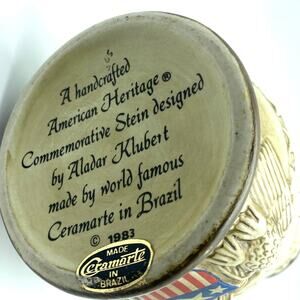 A handcrafted
American Heritage®
Commemorative Stein designed
by Aladar Klubert
made by world famous
Ceramarte in Brazil
© 1983
MADE
Ceramarte
IN
BRAZIL